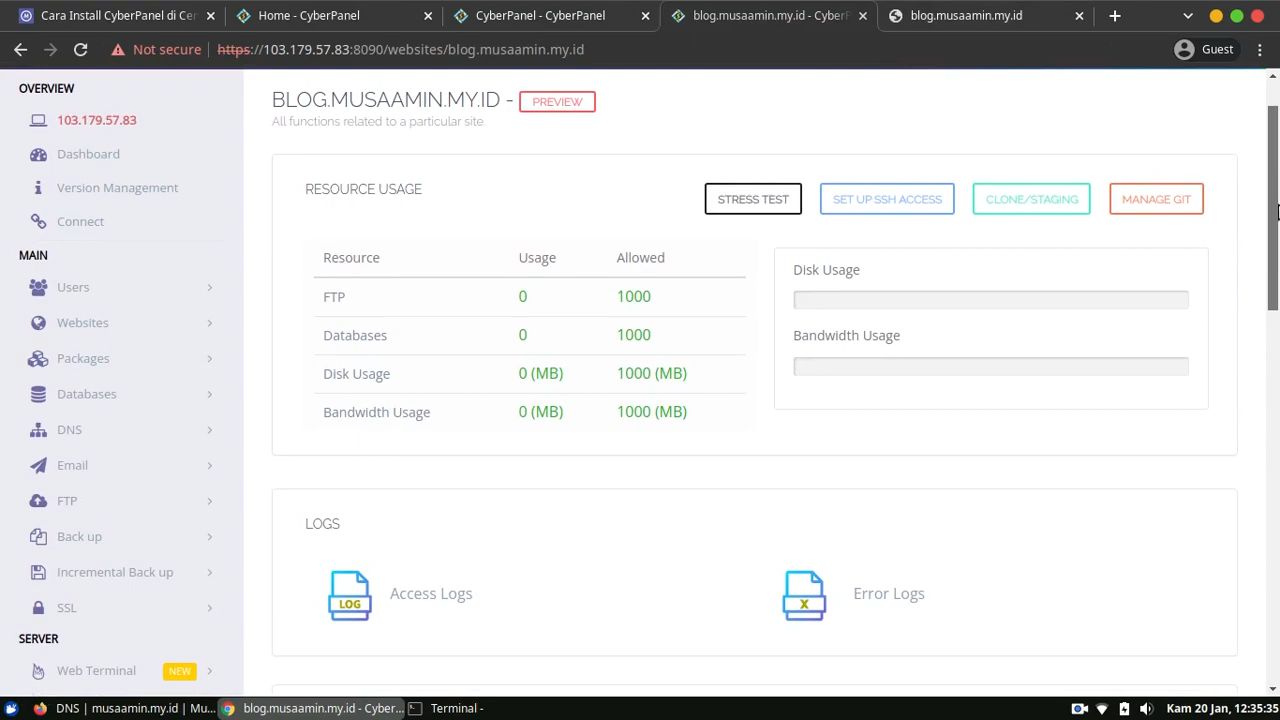 Cara Install CyberPanel di Ce
Home - CyberPanel
CyberPanel - CyberPanel
blog.musaamin.my.id - CyberP
blog.musaamin.my.id
Not secure
https://103.179.57.83:8090/websites/blog.musaamin.my.id
Guest
OVERVIEW
103.179.57.83
Dashboard
Version Management
Connect
MAIN
Users
Websites
Packages
Databases
DNS
Email
FTP
Back up
Incremental Back up
SSL
SERVER
Web Terminal
NEW
BLOG.MUSAAMIN.MY.ID - PREVIEW
All functions related to a particular site.
RESOURCE USAGE
STRESS TEST
SET UP SSH ACCESS
CLONE/STAGING
MANAGE GIT
Resource Usage Allowed
FTP 0 1000
Databases 0 1000
Disk Usage 0 (MB) 1000 (MB)
Bandwidth Usage 0 (MB) 1000 (MB)
Disk Usage
Bandwidth Usage
LOGS
LOG
Access Logs
X
Error Logs
DNS | musaamin.my.id | Mu...
blog.musaamin.my.id - Cyber...
Terminal -
Kam 20 Jan, 12:35:35